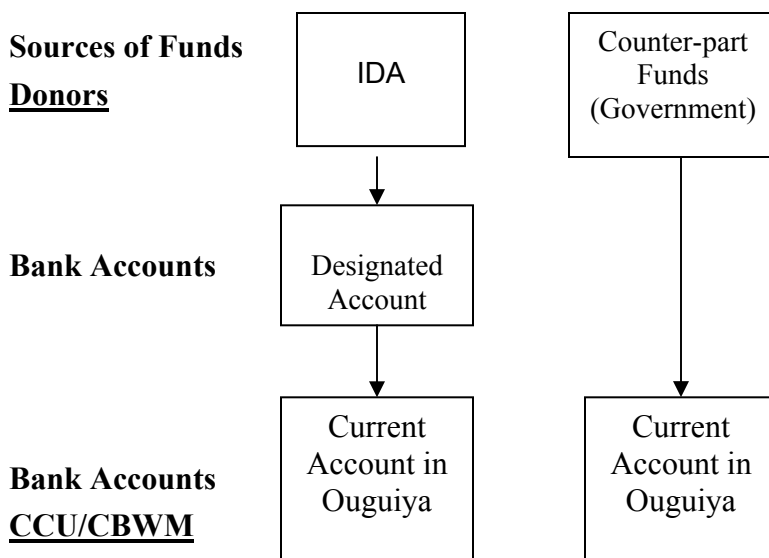 Sources of Funds
Donors
IDA
Counter-part
Funds
(Government)
Bank Accounts
Designated
Account
Bank Accounts
CCU/CBWM
Current
Account in
Ouguiya
Current
Account in
Ouguiya